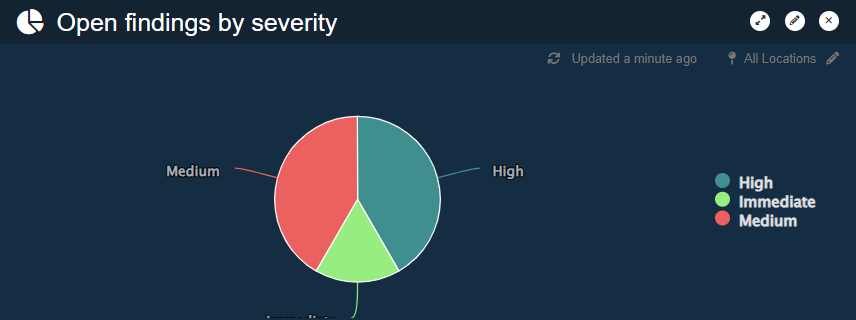 Open findings by severity
Updated a minute ago
All Locations
Medium
High
High
Immediate
Medium